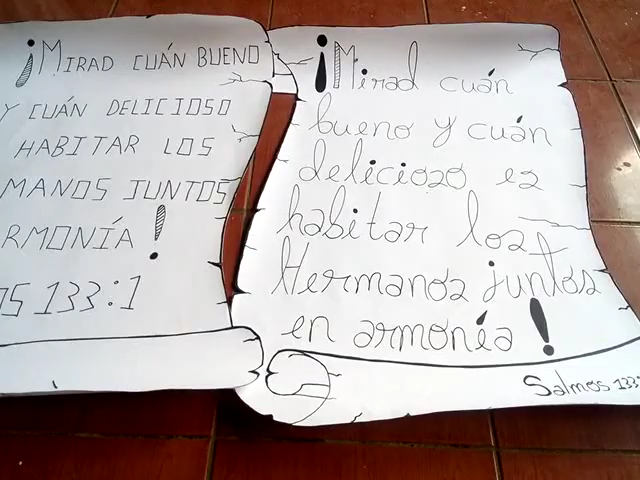 ¡MIRAD CUÁN BUENO
Y CUÁN DELICIOSO
HABITAR LOS
MANOS JUNTOS
RMONÍA!
OS 133:1
¡Mirad cuán
bueno y cuán
delicioso es
habitar los
Hermanos juntos
en armonía!
Salmos 133: